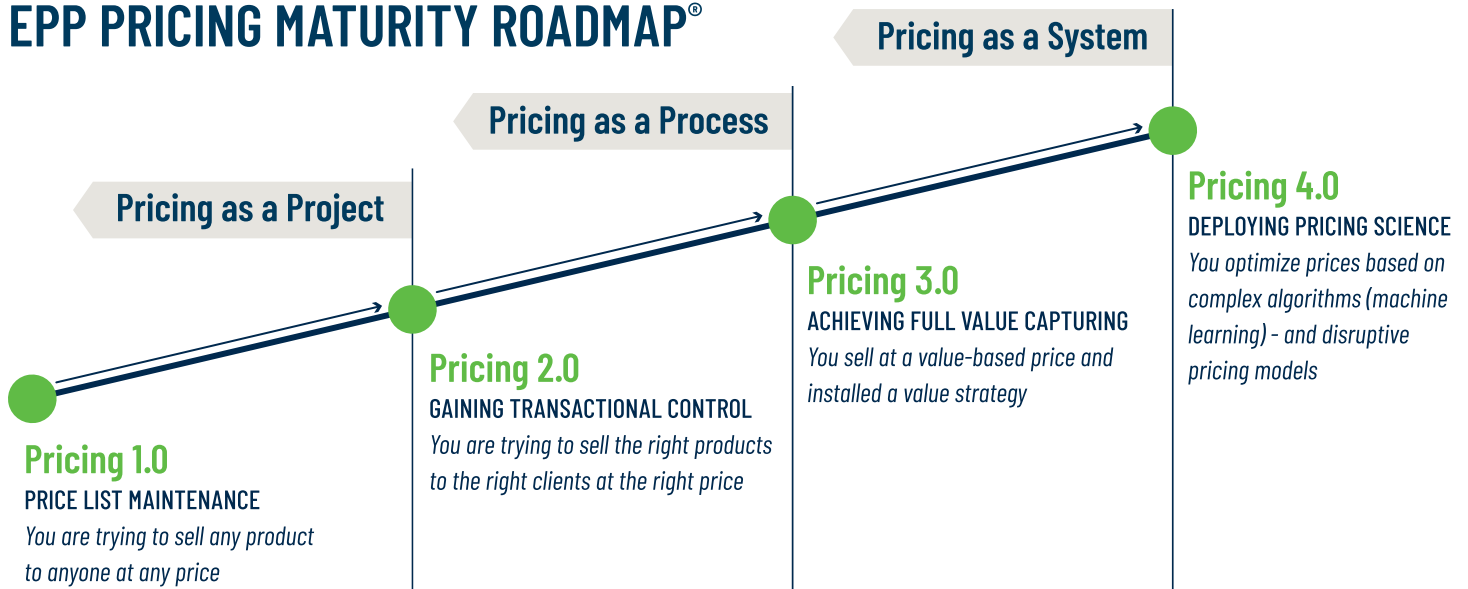 EPP PRICING MATURITY ROADMAP®
Pricing as a System
Pricing as a Process
Pricing as a Project
Pricing 1.0
PRICE LIST MAINTENANCE
You are trying to sell any product
to anyone at any price
Pricing 2.0
GAINING TRANSACTIONAL CONTROL
You are trying to sell the right products
to the right clients at the right price
Pricing 3.0
ACHIEVING FULL VALUE CAPTURING
You sell at a value-based price and
installed a value strategy
Pricing 4.0
DEPLOYING PRICING SCIENCE
You optimize prices based on
complex algorithms (machine
learning) - and disruptive
pricing models